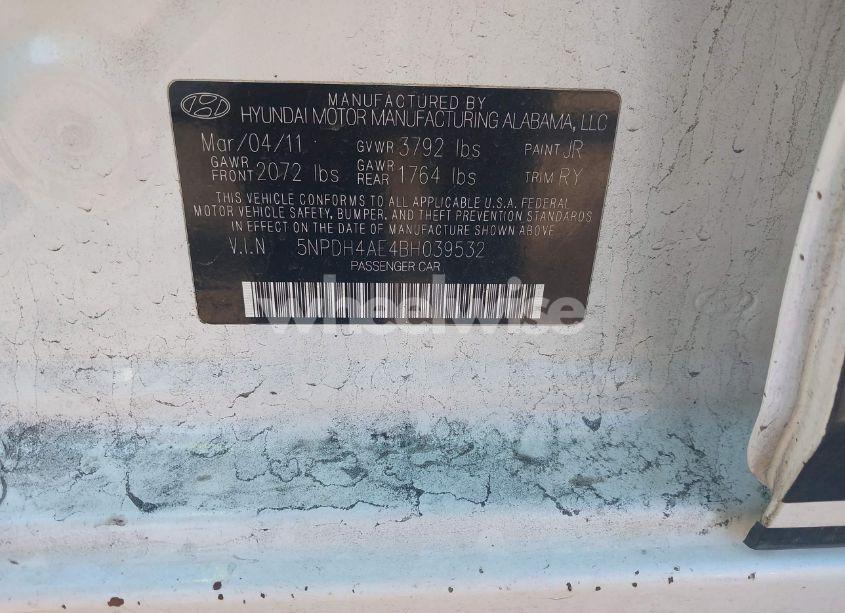 MANUFACTURED BY
HYUNDAI MOTOR MANUFACTURING ALABAMA, LLC
Mar/04/11 GVWR 3792 lbs PAINT JR
GAWR FRONT 2072 lbs GAWR REAR 1764 lbs TRIM RY
THIS VEHICLE CONFORMS TO ALL APPLICABLE U.S.A. FEDERAL
MOTOR VEHICLE SAFETY, BUMPER, AND THEFT PREVENTION STANDARDS
IN EFFECT ON THE DATE OF MANUFACTURE SHOWN ABOVE.
V.I.N 5NPDH4AE4BH039532
PASSENGER CAR
wheelwise